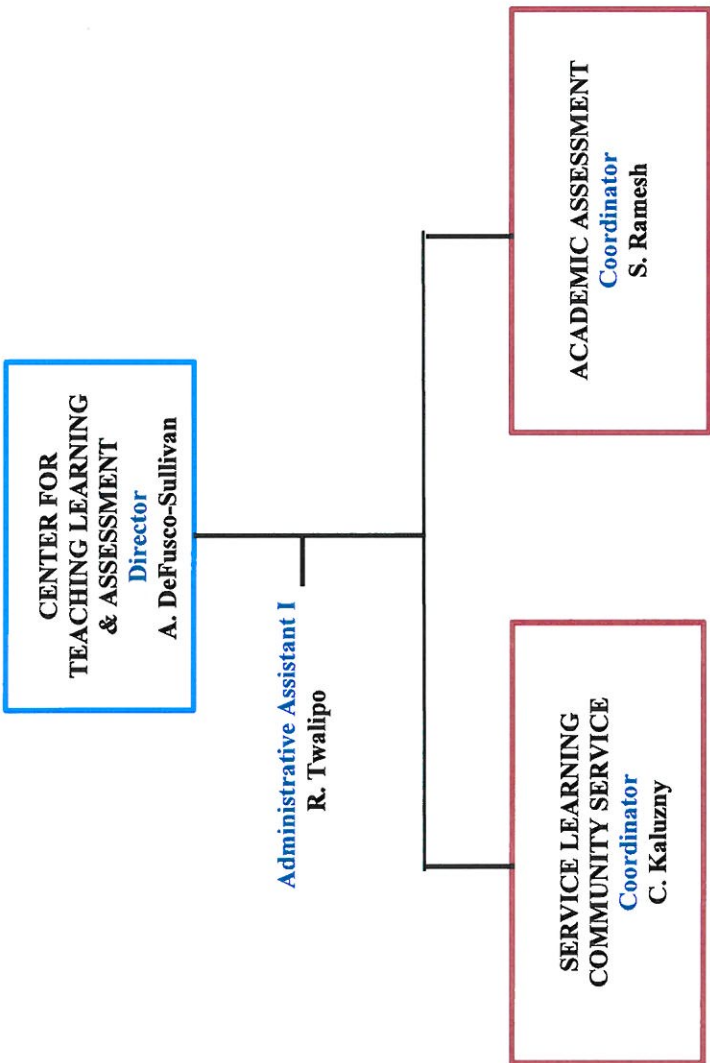 CENTER FOR
TEACHING LEARNING
& ASSESSMENT
Director
A. DeFusco-Sullivan
Administrative Assistant I
R. Twalipo
SERVICE LEARNING
COMMUNITY SERVICE
Coordinator
C. Kaluzny
ACADEMIC ASSESSMENT
Coordinator
S. Ramesh